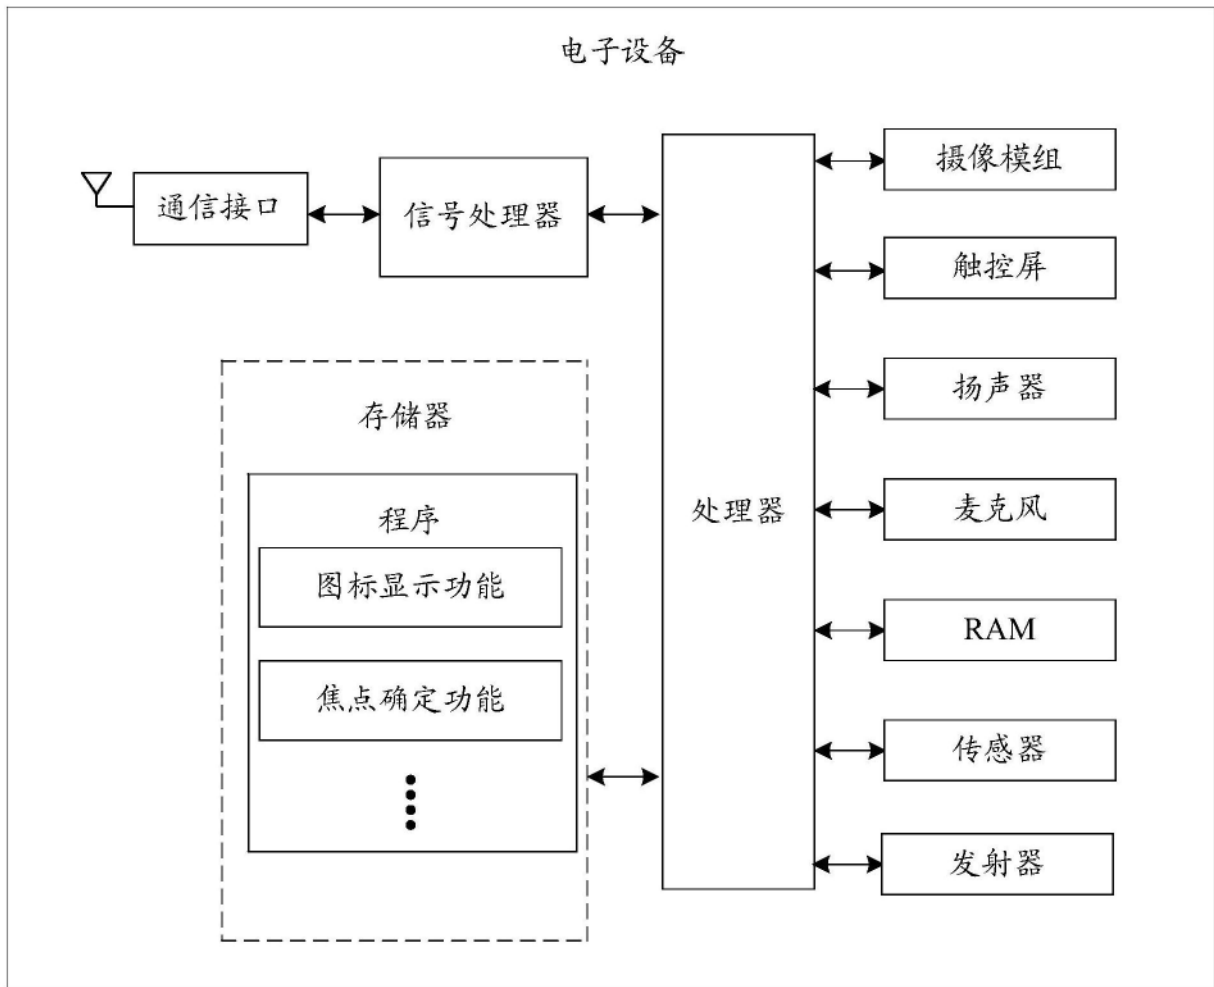 电子设备
通信接口
信号处理器
存储器
程序
图标显示功能
焦点确定功能
处理器
摄像模组
触控屏
扬声器
麦克风
RAM
传感器
发射器